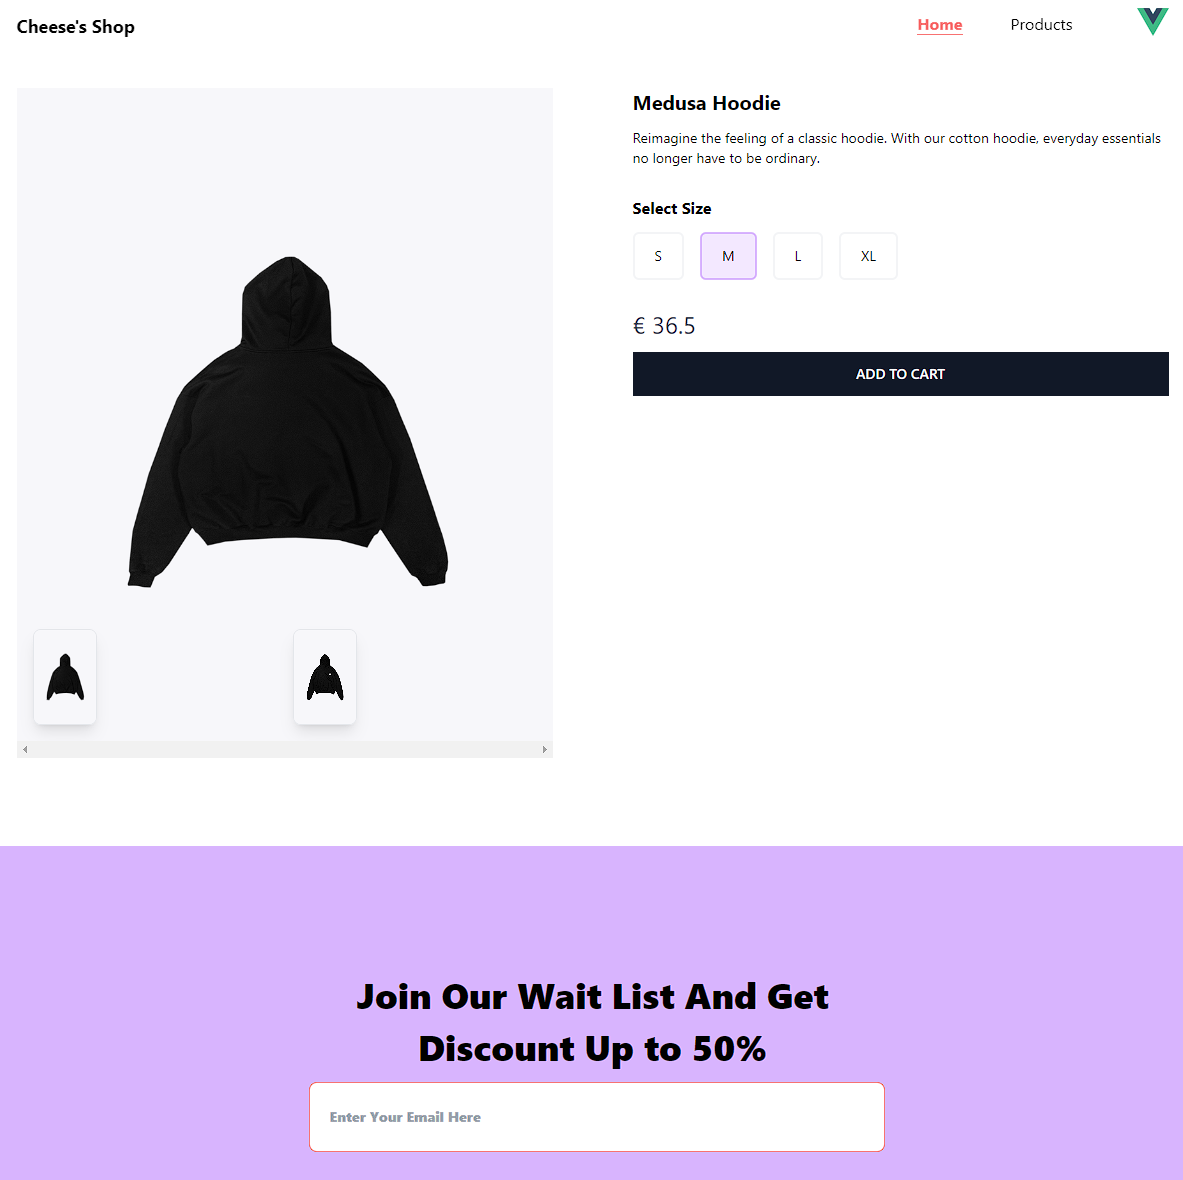 Cheese's Shop
Home
Products
Medusa Hoodie
Reimagine the feeling of a classic hoodie. With our cotton hoodie, everyday essentials
no longer have to be ordinary.
Select Size
S
M
L
XL
€ 36.5
ADD TO CART
Join Our Wait List And Get
Discount Up to 50%
Enter Your Email Here